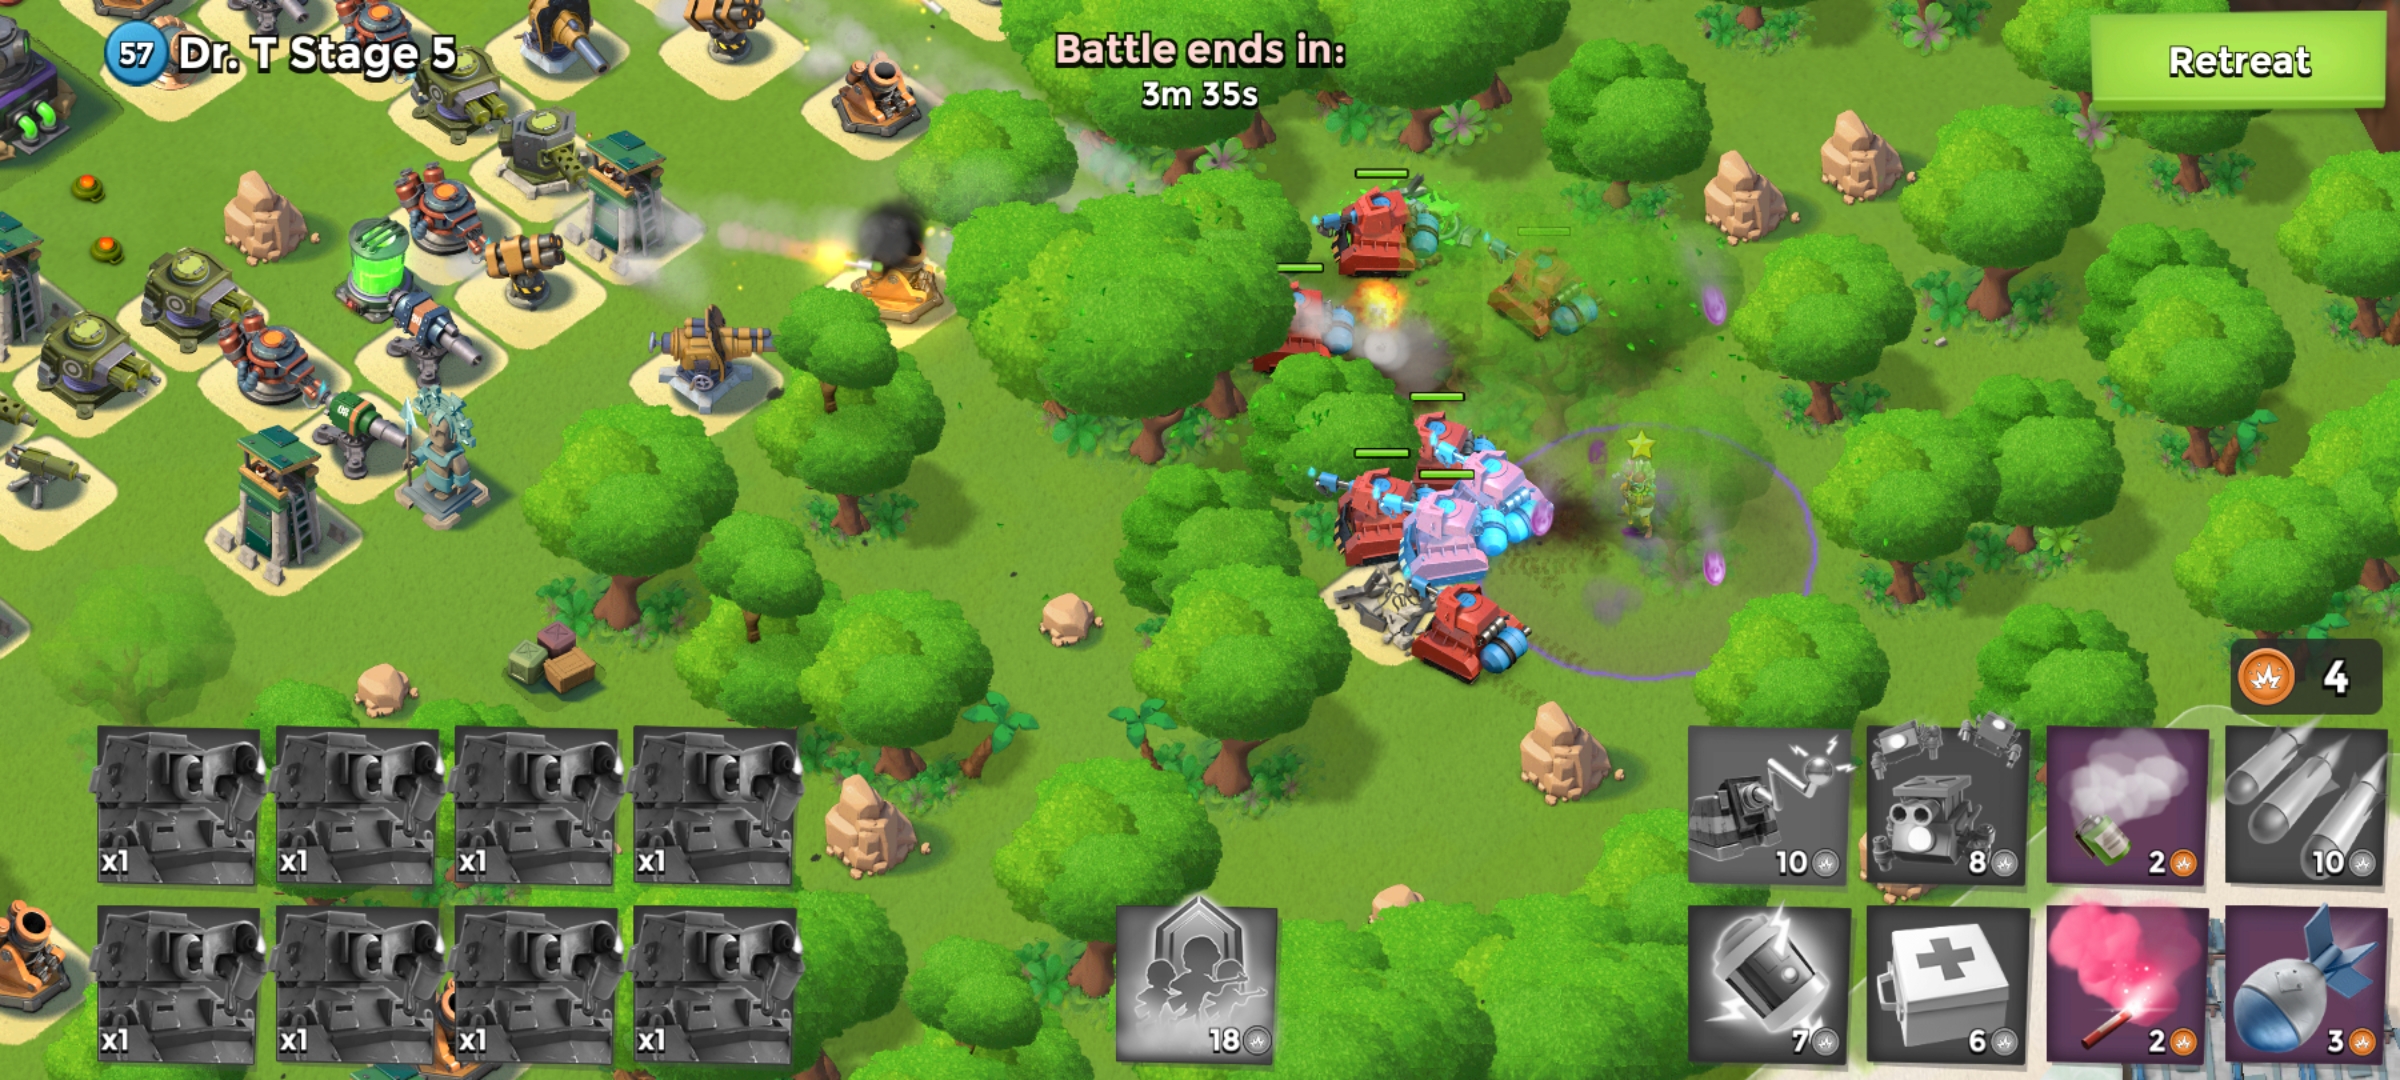 57 Dr. T Stage 5
Battle ends in:
3m 35s
Retreat
4
x1 x1 x1 x1
10 8 2 10
x1 x1 x1 x1
18
7 6 2 3